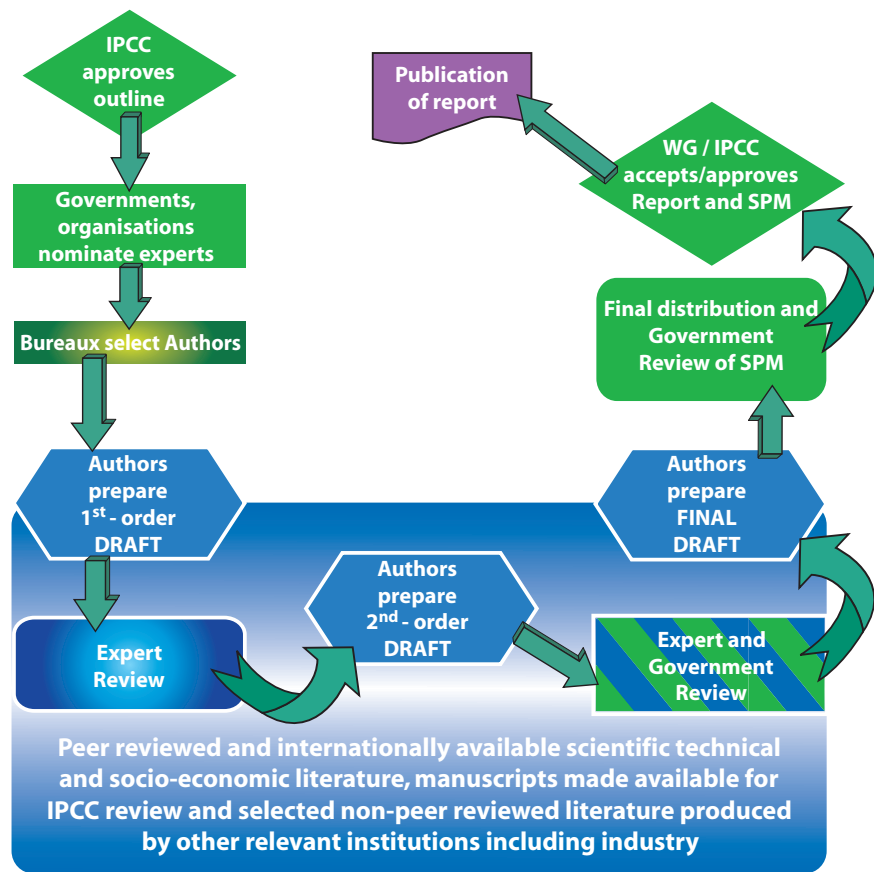 IPCC
approves
outline
Governments,
organisations
nominate experts
Bureaux select Authors
Authors
prepare
1st - order
DRAFT
Expert
Review
Authors
prepare
2nd - order
DRAFT
Expert and
Government
Review
Authors
prepare
FINAL
DRAFT
Final distribution and
Government
Review of SPM
WG / IPCC
accepts/approves
Report and SPM
Publication
of report
Peer reviewed and internationally available scientific technical
and socio-economic literature, manuscripts made available for
IPCC review and selected non-peer reviewed literature produced
by other relevant institutions including industry